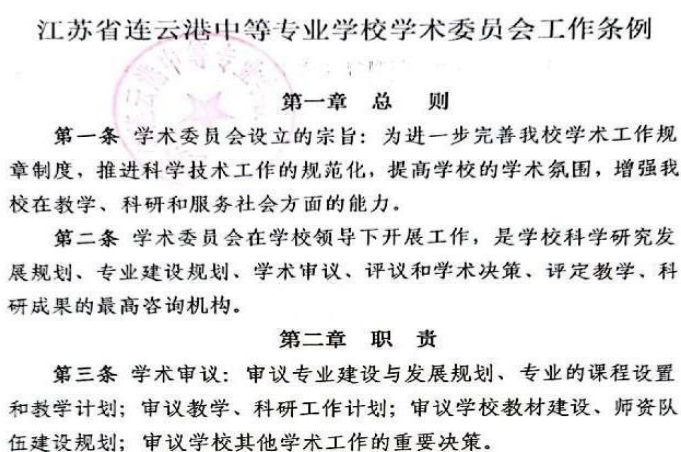 江苏省连云港中等专业学校学术委员会工作条例
第一章 总 则
第一条 学术委员会设立的宗旨：为进一步完善我校学术工作规
章制度，推进科学技术工作的规范化，提高学校的学术氛围，增强我
校在教学、科研和服务社会方面的能力。
第二条 学术委员会在学校领导下开展工作，是学校科学研究发
展规划、专业建设规划、学术审议、评议和学术决策、评定教学、科
研成果的最高咨询机构。
第二章 职 责
第三条 学术审议：审议专业建设与发展规划、专业的课程设置
和教学计划；审议教学、科研工作计划；审议学校教材建设、师资队
伍建设规划；审议学校其他学术工作的重要决策。